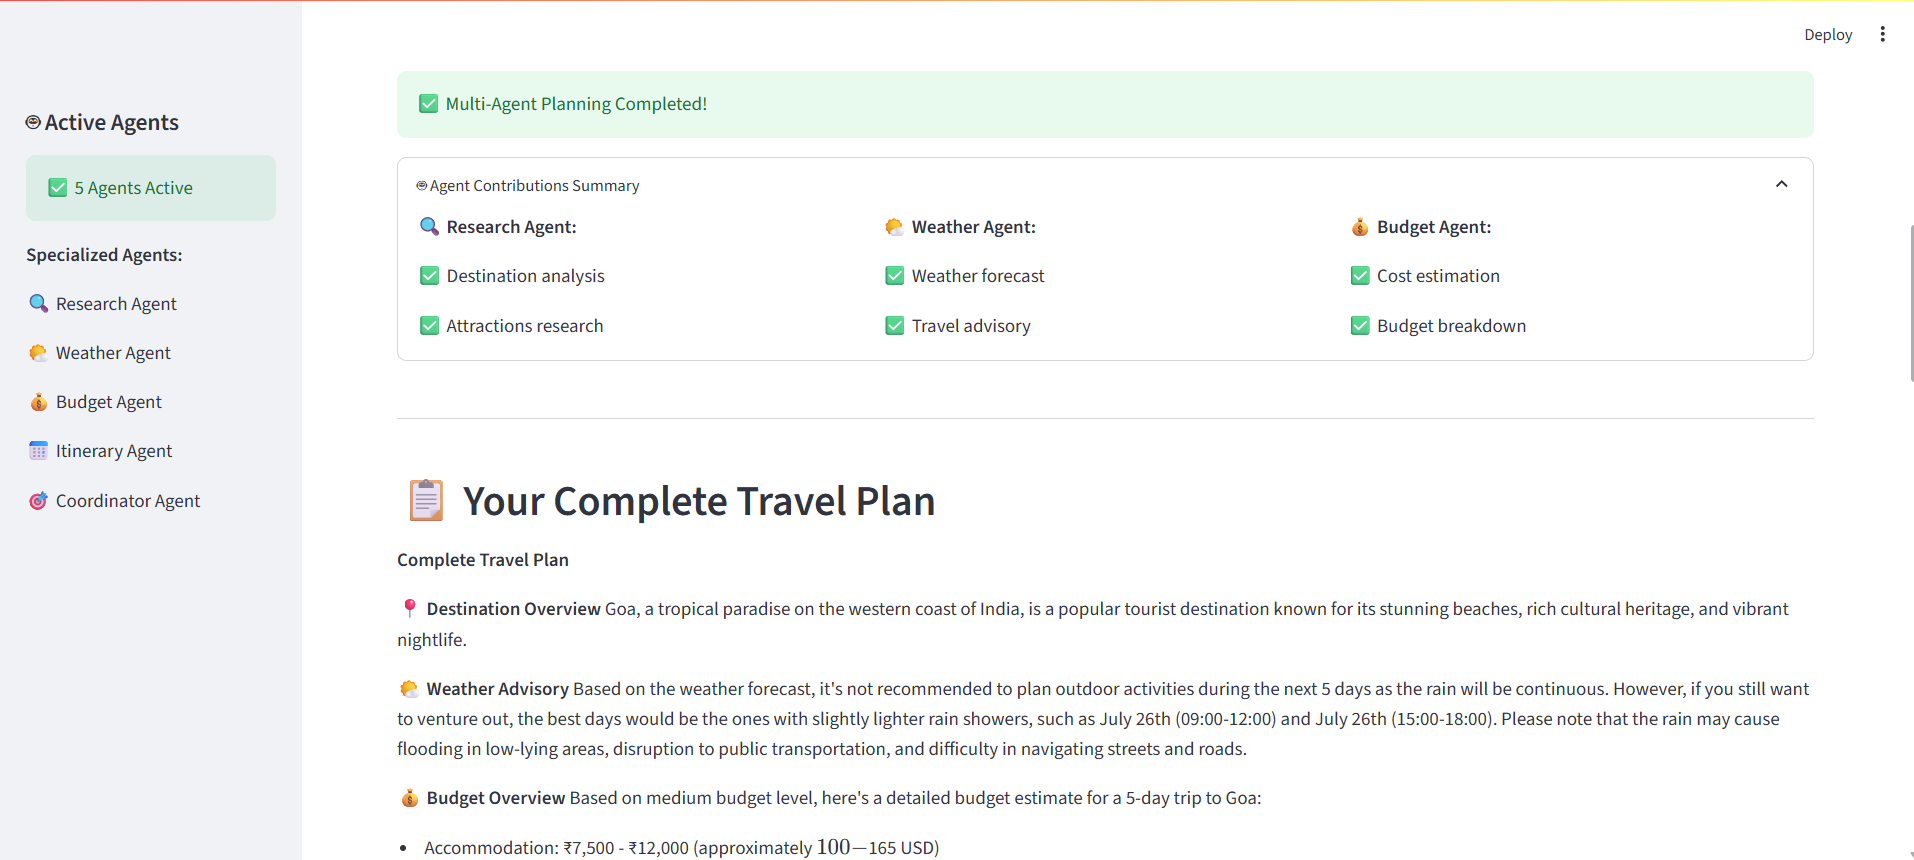 Deploy
Active Agents
✅ 5 Agents Active
Specialized Agents:
🔍 Research Agent
🌤️ Weather Agent
💰 Budget Agent
📅 Itinerary Agent
🎯 Coordinator Agent
✅ Multi-Agent Planning Completed!
Agent Contributions Summary
🔍 Research Agent:
✅ Destination analysis
✅ Attractions research
🌤️ Weather Agent:
✅ Weather forecast
✅ Travel advisory
💰 Budget Agent:
✅ Cost estimation
✅ Budget breakdown
📋 Your Complete Travel Plan
Complete Travel Plan
📍 Destination Overview Goa, a tropical paradise on the western coast of India, is a popular tourist destination known for its stunning beaches, rich cultural heritage, and vibrant
nightlife.
🌤️ Weather Advisory Based on the weather forecast, it's not recommended to plan outdoor activities during the next 5 days as the rain will be continuous. However, if you still want
to venture out, the best days would be the ones with slightly lighter rain showers, such as July 26th (09:00-12:00) and July 26th (15:00-18:00). Please note that the rain may cause
flooding in low-lying areas, disruption to public transportation, and difficulty in navigating streets and roads.
💰 Budget Overview Based on medium budget level, here's a detailed budget estimate for a 5-day trip to Goa:
• Accommodation: ₹7,500 - ₹12,000 (approximately 100−165 USD)